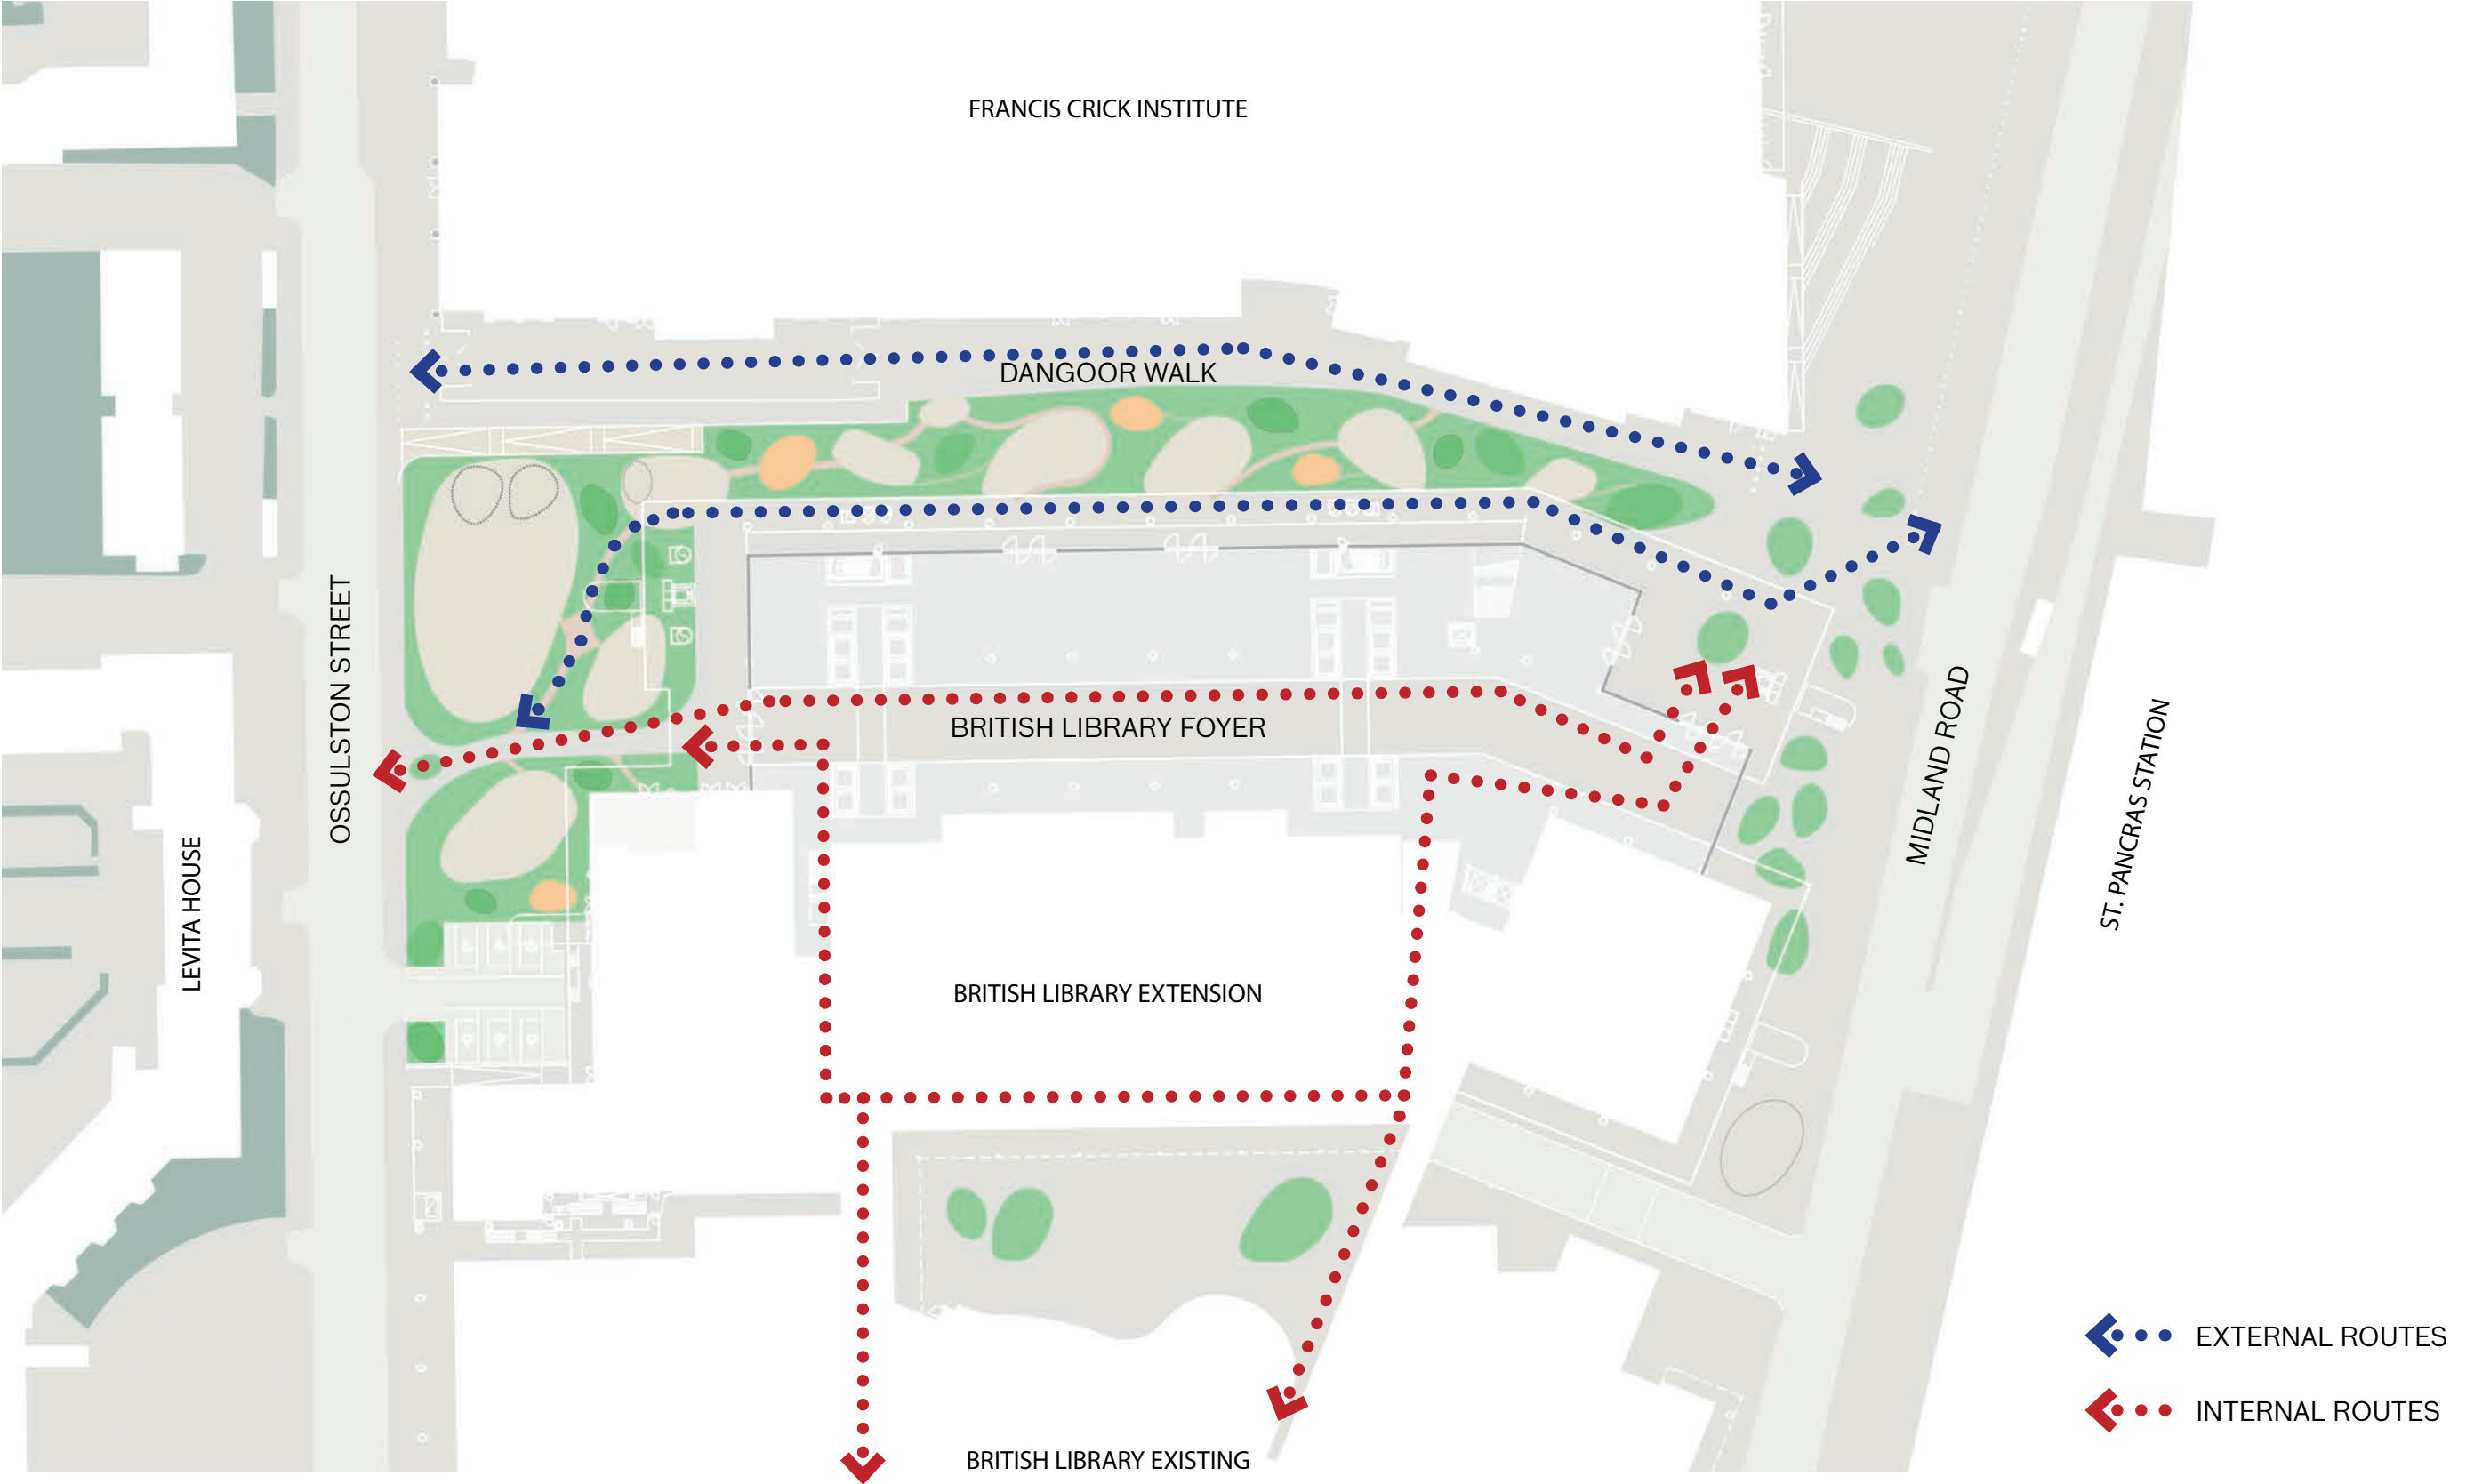 FRANCIS CRICK INSTITUTE
DANGOOR WALK
OSSULSTON STREET
BRITISH LIBRARY FOYER
MIDLAND ROAD
ST. PANCRAS STATION
LEVITA HOUSE
BRITISH LIBRARY EXTENSION
EXTERNAL ROUTES
INTERNAL ROUTES
BRITISH LIBRARY EXISTING